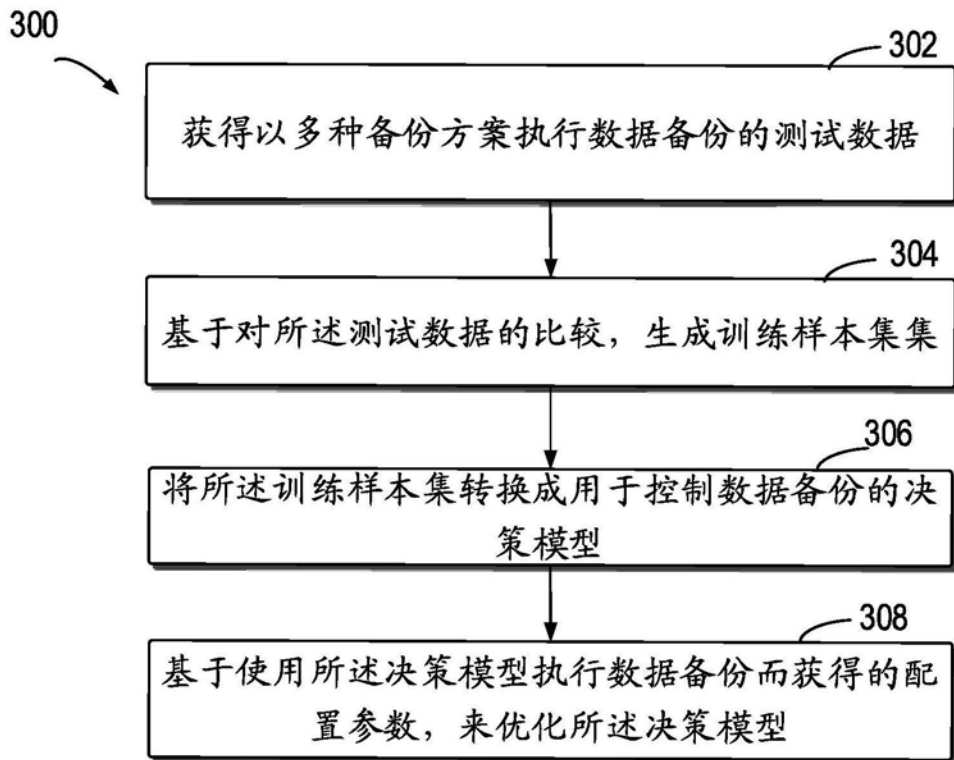 300
302
获得以多种备份方案执行数据备份的测试数据
304
基于对所述测试数据的比较，生成训练样本集集
306
将所述训练样本集转换成用于控制数据备份的决
策模型
308
基于使用所述决策模型执行数据备份而获得的配
置参数，来优化所述决策模型